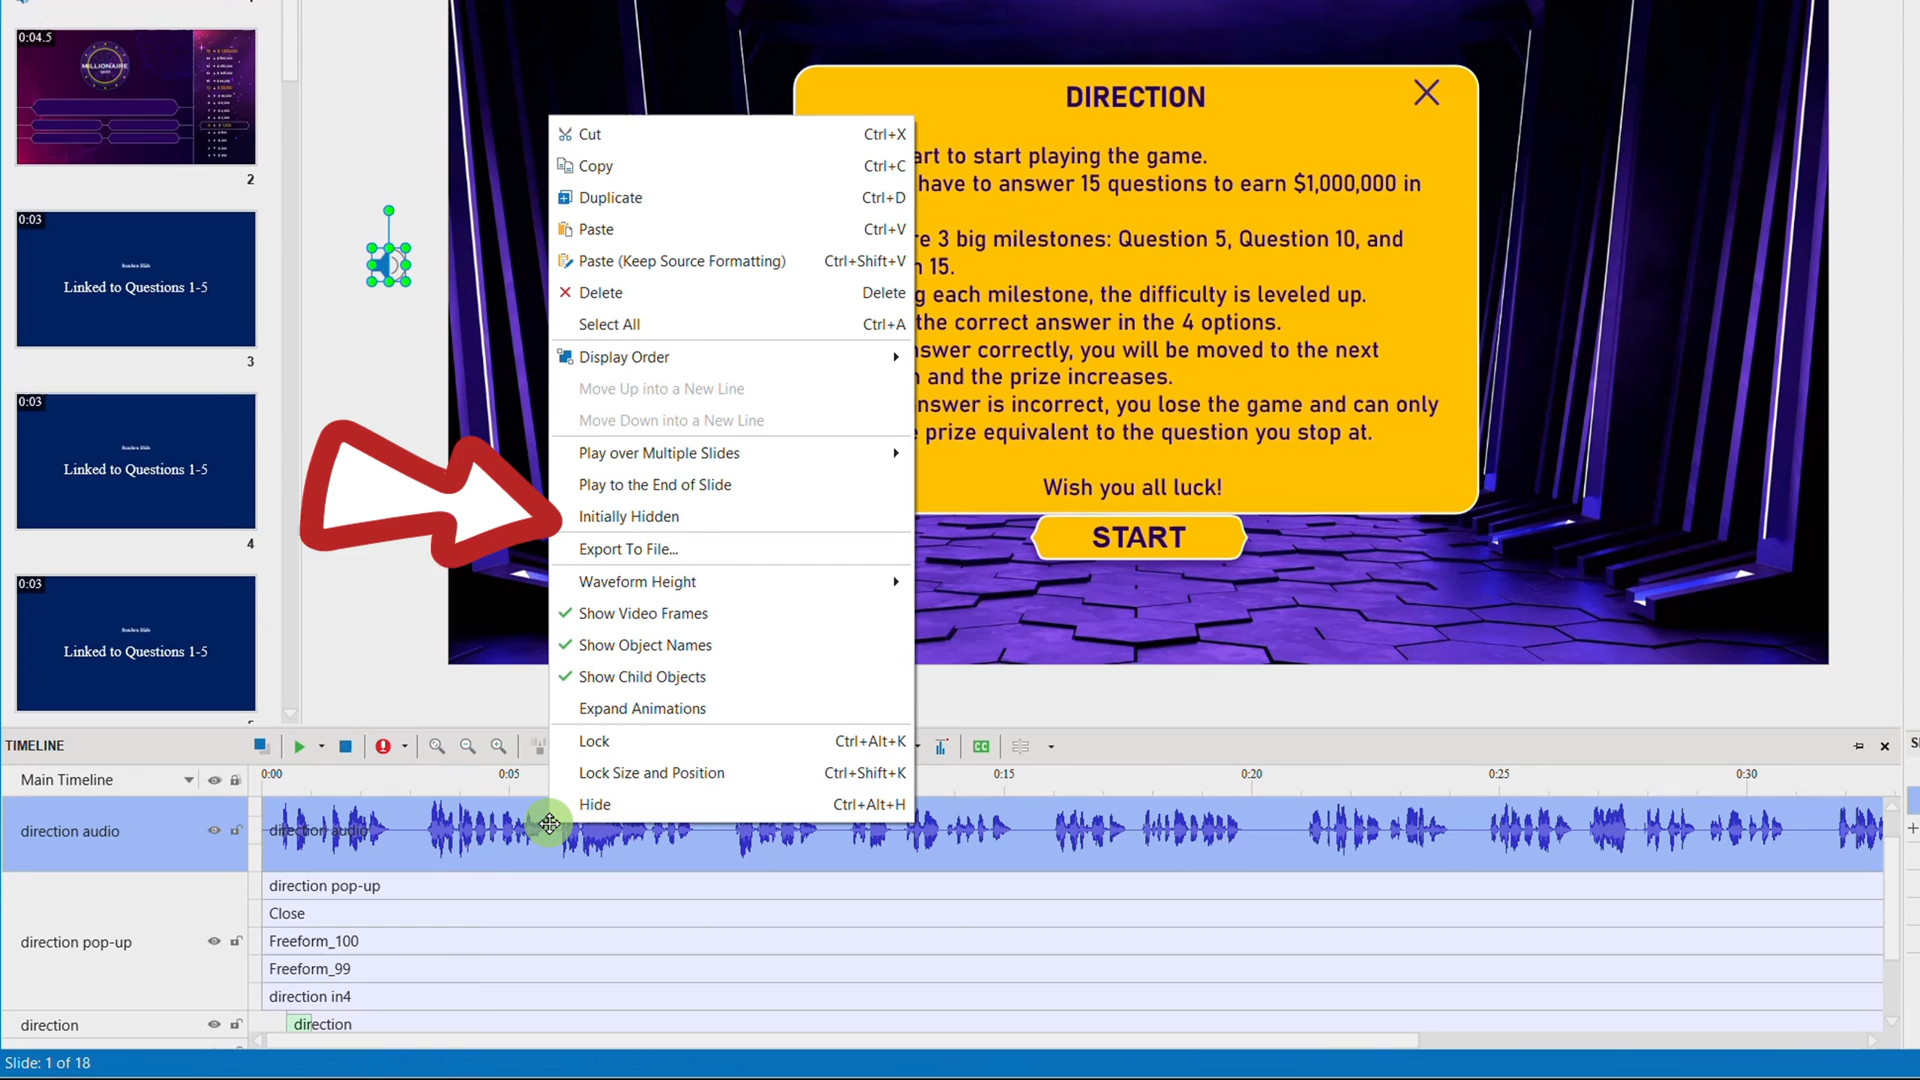 0:04.5
MILLIONAIRE
2
0:03
Linked to Questions 1-5
3
0:03
Linked to Questions 1-5
4
0:03
Linked to Questions 1-5
DIRECTION
art to start playing the game.
have to answer 15 questions to earn $1,000,000 in
e 3 big milestones: Question 5, Question 10, and
n 15.
g each milestone, the difficulty is leveled up.
the correct answer in the 4 options.
nswer correctly, you will be moved to the next
n and the prize increases.
nswer is incorrect, you lose the game and can only
e prize equivalent to the question you stop at.
Wish you all luck!
START
Cut Ctrl+X
Copy Ctrl+C
Duplicate Ctrl+D
Paste Ctrl+V
Paste (Keep Source Formatting) Ctrl+Shift+V
Delete Delete
Select All Ctrl+A
Display Order
Move Up into a New Line
Move Down into a New Line
Play over Multiple Slides
Play to the End of Slide
Initially Hidden
Export To File...
Waveform Height
Show Video Frames
Show Object Names
Show Child Objects
Expand Animations
Lock Ctrl+Alt+K
Lock Size and Position Ctrl+Shift+K
Hide Ctrl+Alt+H
TIMELINE
CC
Main Timeline
0:00 0:05 0:15 0:20 0:25 0:30
direction audio
direction audio
direction pop-up
direction pop-up
Close
Freeform_100
Freeform_99
direction in4
direction
direction
Slide: 1 of 18